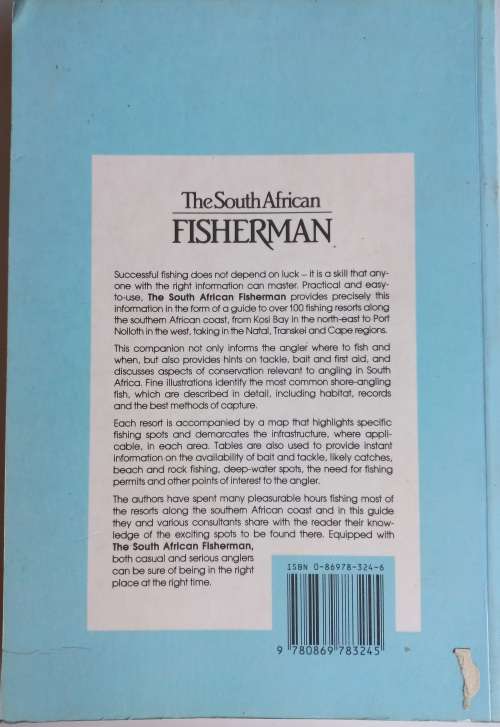 The South African
FISHERMAN
Successful fishing does not depend on luck – it is a skill that any-
one with the right information can master. Practical and easy-
to-use, The South African Fisherman provides precisely this
information in the form of a guide to over 100 fishing resorts along
the southern African coast, from Kosi Bay in the north-east to Port
Nolloth in the west, taking in the Natal, Transkei and Cape regions.
This companion not only informs the angler where to fish and
when, but also provides hints on tackle, bait and first aid, and
discusses aspects of conservation relevant to angling in South
Africa. Fine illustrations identify the most common shore-angling
fish, which are described in detail, including habitat, records
and the best methods of capture.
Each resort is accompanied by a map that highlights specific
fishing spots and demarcates the infrastructure, where appli-
cable, in each area. Tables are also used to provide instant
information on the availability of bait and tackle, likely catches,
beach and rock fishing, deep-water spots, the need for fishing
permits and other points of interest to the angler.
The authors have spent many pleasurable hours fishing most of
the resorts along the southern African coast and in this guide
they and various consultants share with the reader their know-
ledge of the exciting spots to be found there. Equipped with
The South African Fisherman,
both casual and serious anglers
can be sure of being in the right
place at the right time.
ISBN 0-86978-324-6
9 780869 783245